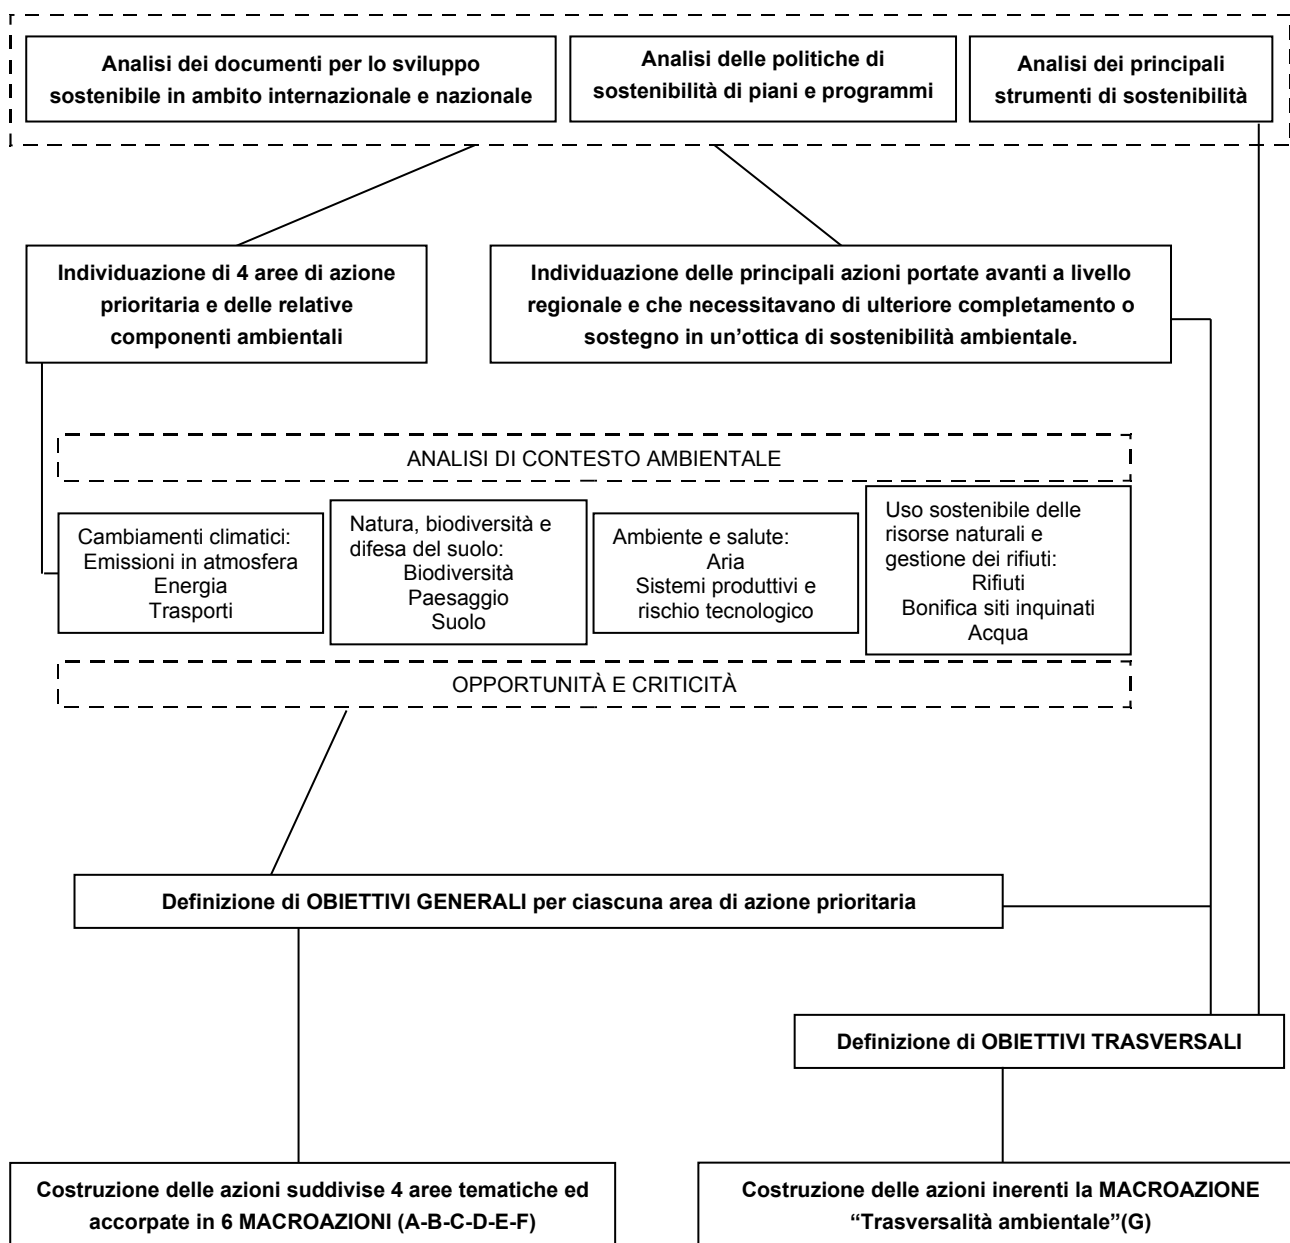 Analisi dei documenti per lo sviluppo
sostenibile in ambito internazionale e nazionale
Analisi delle politiche di
sostenibilità di piani e programmi
Analisi dei principali
strumenti di sostenibilità
Individuazione di 4 aree di azione
prioritaria e delle relative
componenti ambientali
Individuazione delle principali azioni portate avanti a livello
regionale e che necessitavano di ulteriore completamento o
sostegno in un’ottica di sostenibilità ambientale.
ANALISI DI CONTESTO AMBIENTALE
Cambiamenti climatici:
Emissioni in atmosfera
Energia
Trasporti
Natura, biodiversità e
difesa del suolo:
Biodiversità
Paesaggio
Suolo
Ambiente e salute:
Aria
Sistemi produttivi e
rischio tecnologico
Uso sostenibile delle
risorse naturali e
gestione dei rifiuti:
Rifiuti
Bonifica siti inquinati
Acqua
OPPORTUNITÀ E CRITICITÀ
Definizione di OBIETTIVI GENERALI per ciascuna area di azione prioritaria
Definizione di OBIETTIVI TRASVERSALI
Costruzione delle azioni suddivise 4 aree tematiche ed
accorpate in 6 MACROAZIONI (A-B-C-D-E-F)
Costruzione delle azioni inerenti la MACROAZIONE
“Trasversalità ambientale”(G)